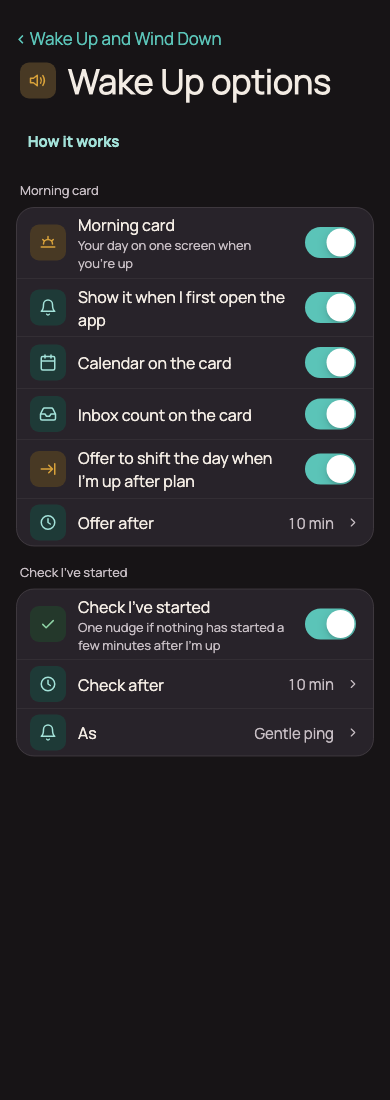 ‹ Wake Up and Wind Down
Wake Up options
How it works
Morning card
Morning card
Your day on one screen when
you're up
Show it when I first open the
app
Calendar on the card
Inbox count on the card
Offer to shift the day when
I'm up after plan
Offer after
10 min
Check I've started
Check I've started
One nudge if nothing has started a
few minutes after I'm up
Check after
10 min
As
Gentle ping